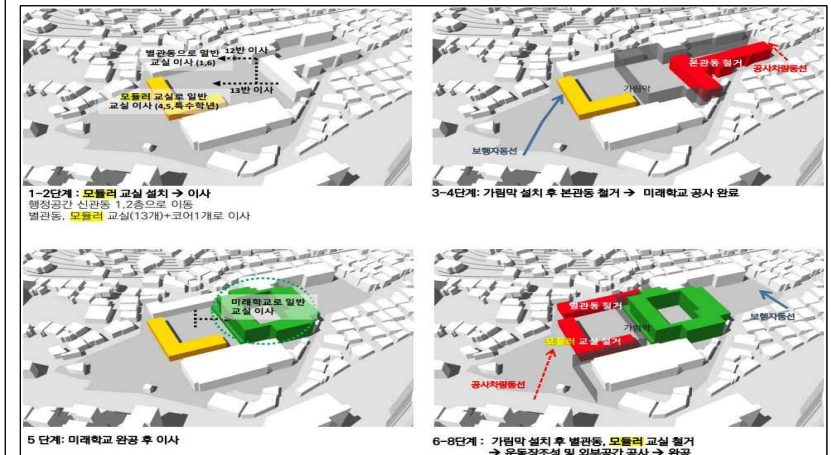 별관동으로 일반
교실 이사 (1,6)
12반 이사
모듈러 교실로 일반
교실 이사 (4,5,특수학년)
13반 이사
1-2단계 : 모듈러 교실 설치 → 이사
행정공간 신관동 1,2층으로 이동
별관동, 모듈러 교실(13개)+코어1개로 이사
본관동 철거
공사차량동선
가림막
보행자동선
3-4단계: 가림막 설치 후 본관동 철거 → 미래학교 공사 완료
미래학교로 일반
교실 이사
5 단계: 미래학교 완공 후 이사
별관동 철거
가림막
보행자동선
모듈러 교실 철거
공사차량동선
6-8단계 : 가림막 설치 후 별관동, 모듈러 교실 철거
→ 운동장조성 및 외부공간 공사 → 완공